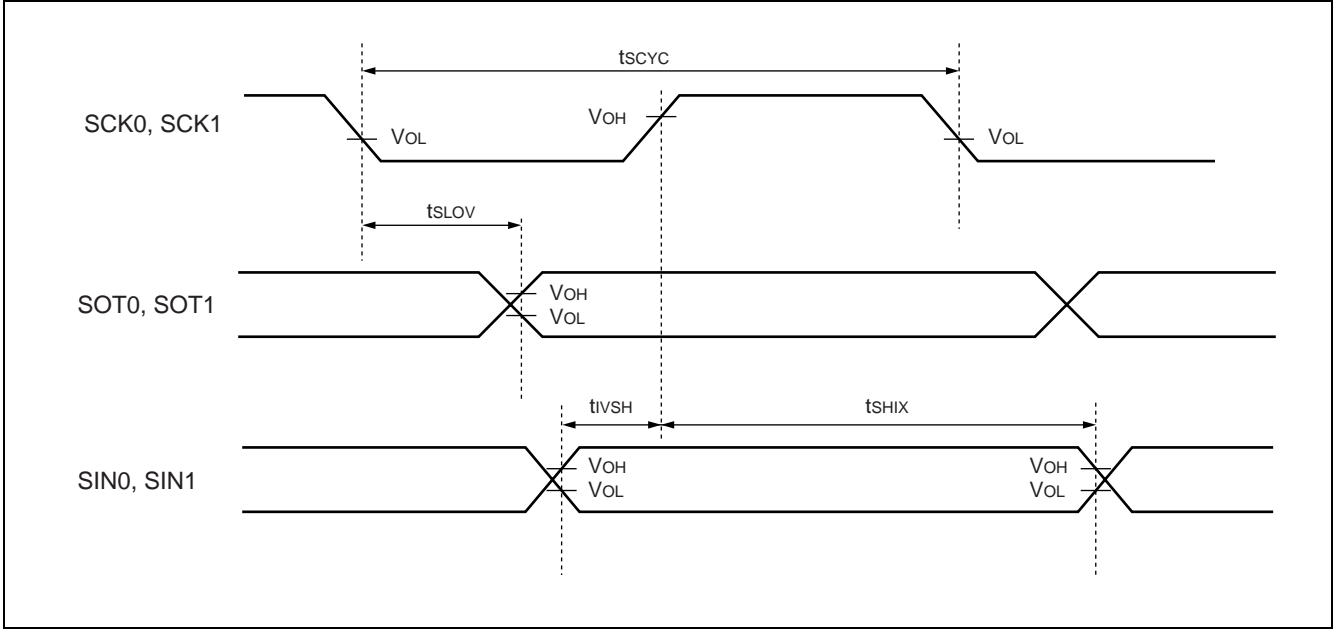 tSCYC
SCK0, SCK1
VOL
VOH
VOL
tSLOV
SOT0, SOT1
VOH
VOL
tIVSH
tSHIX
SIN0, SIN1
VOH
VOL
VOH
VOL